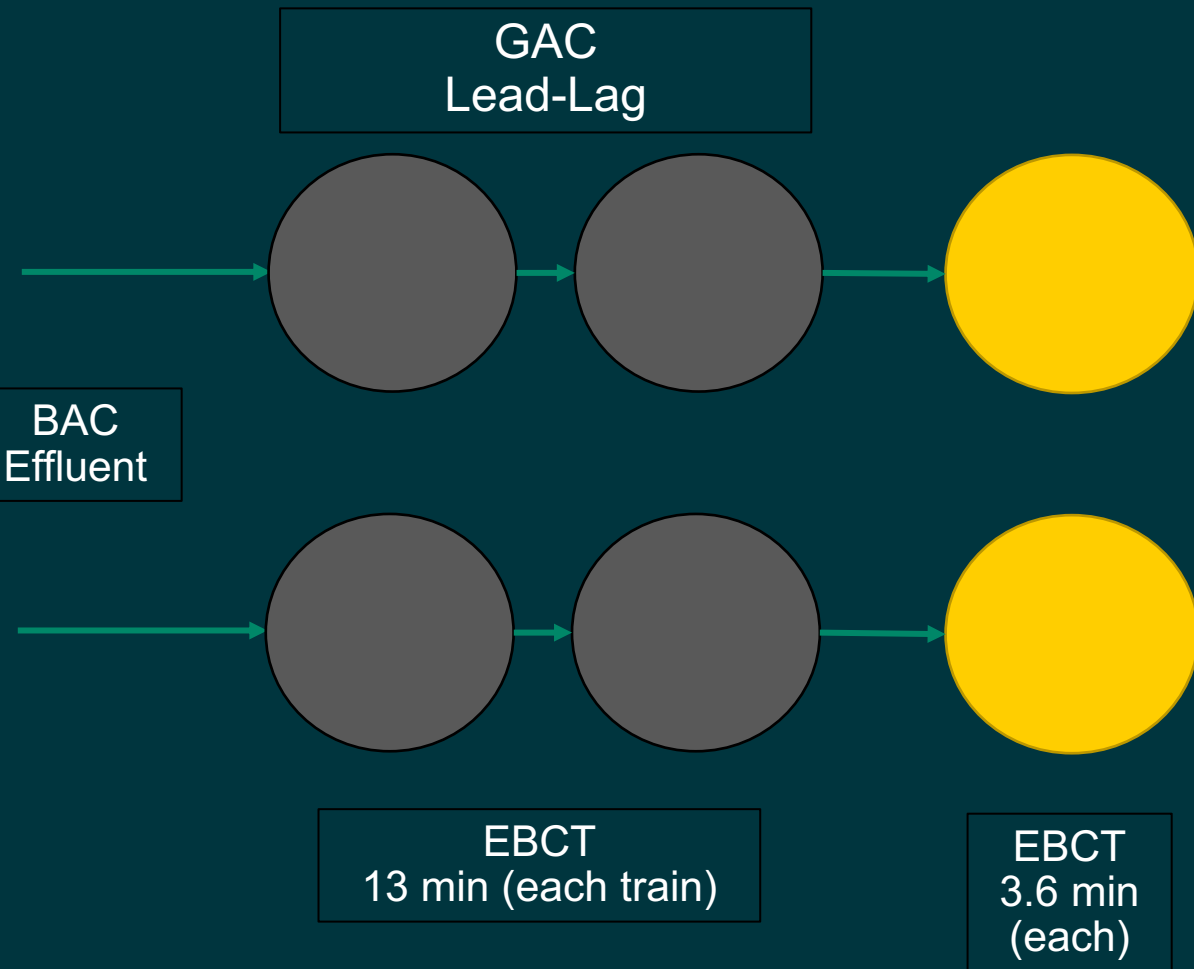 GAC
Lead-Lag
BAC
Effluent
EBCT
13 min (each train)
EBCT
3.6 min
(each)